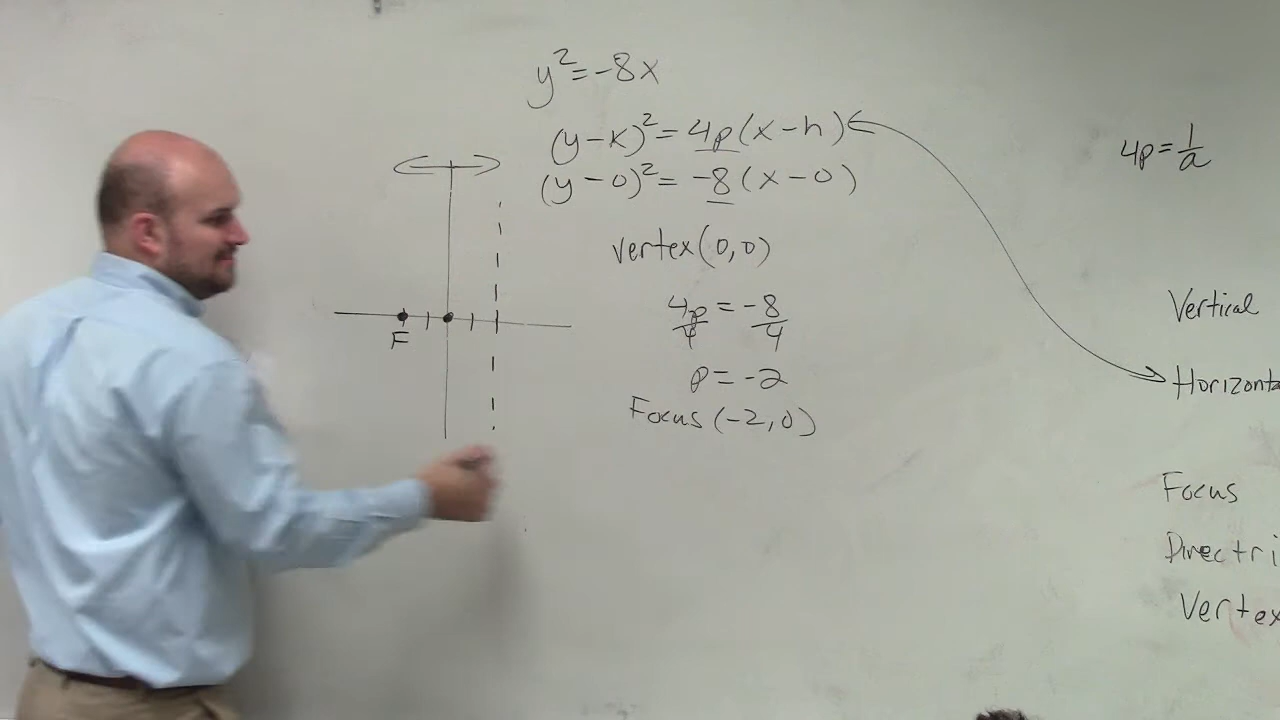 y²=-8x
(y-k)²=4p(x-h)
(y-0)²=-8(x-0)
vertex(0,0)
4p=-8
4 4
p=-2
Focus(-2,0)
F
4p=1/a
Vertical
Horizonta
Focus
Directri
Vertex